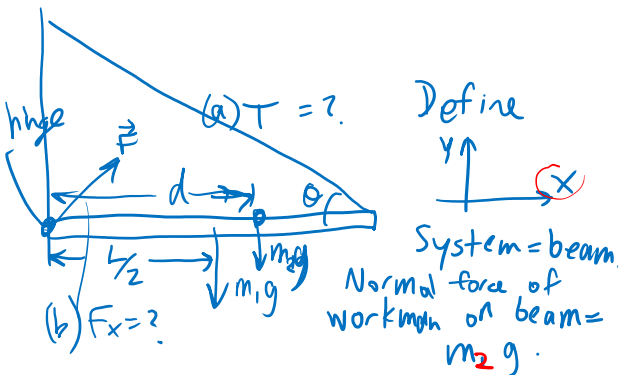 hinge
F⃗
(a) T = ?
d
θ
L/2
m₂g
m₁g
(b) Fx = ?
Define
Y
X
System = beam.
Normal force of
workman on beam =
m₂ g.